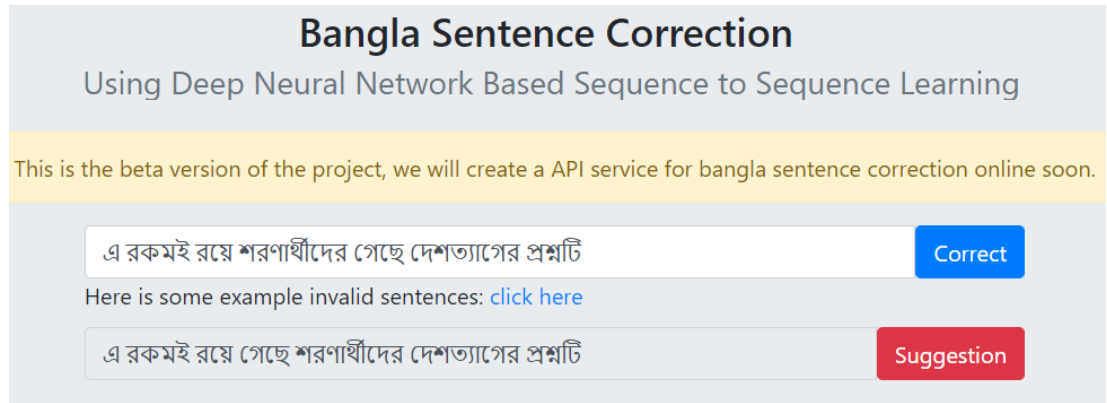 Bangla Sentence Correction
Using Deep Neural Network Based Sequence to Sequence Learning
This is the beta version of the project, we will create a API service for bangla sentence correction online soon.
এ রকমই রয়ে শরণার্থীদের গেছে দেশত্যাগের প্রশ্নটি Correct
Here is some example invalid sentences: click here
এ রকমই রয়ে গেছে শরণার্থীদের দেশত্যাগের প্রশ্নটি Suggestion